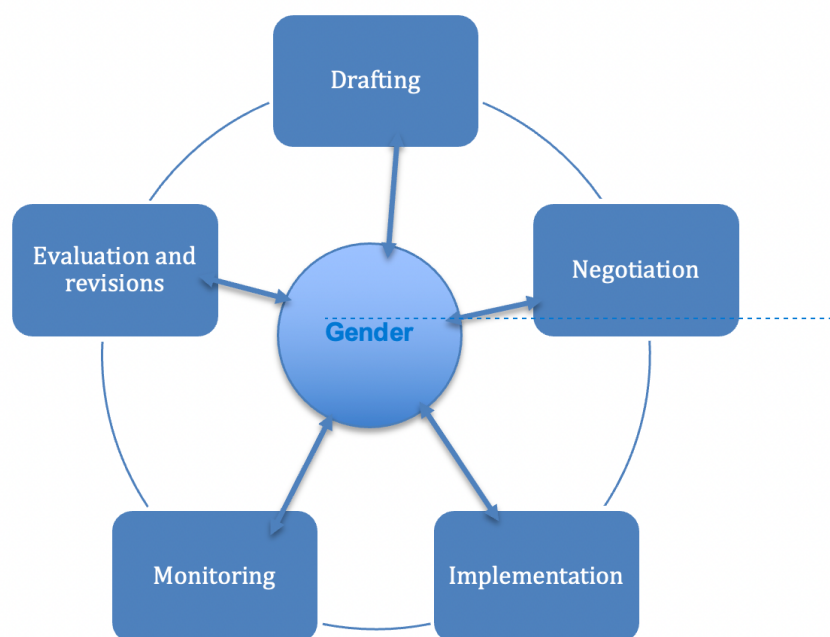 Drafting
Evaluation and
revisions
Negotiation
Gender
Monitoring
Implementation